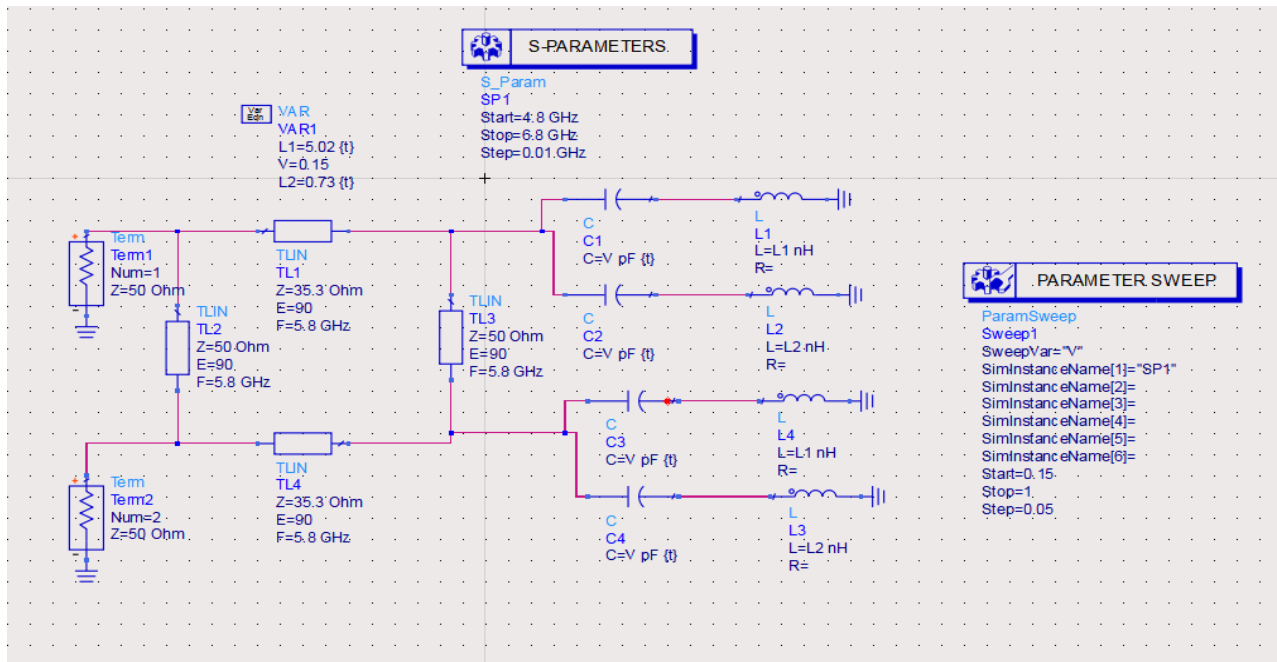 S-PARAMETERS
S_Param
SP1
Start=4.8 GHz
Stop=6.8 GHz
Step=0.01 GHz
Var
Eqn
VAR
VAR1
L1=5.02 {t}
V=0.15
L2=0.73 {t}
Term
Term1
Num=1
Z=50 Ohm
TLIN
TL1
Z=35.3 Ohm
E=90
F=5.8 GHz
TLIN
TL2
Z=50 Ohm
E=90
F=5.8 GHz
TLIN
TL3
Z=50 Ohm
E=90
F=5.8 GHz
C
C1
C=V pF {t}
L
L1
L=L1 nH
R=
C
C2
C=V pF {t}
L
L2
L=L2 nH
R=
C
C3
C=V pF {t}
L
L4
L=L1 nH
R=
C
C4
C=V pF {t}
L
L3
L=L2 nH
R=
Term
Term2
Num=2
Z=50 Ohm
TLIN
TL4
Z=35.3 Ohm
E=90
F=5.8 GHz
PARAMETER SWEEP
ParamSweep
Sweep1
SweepVar="V"
SimInstanceName[1]="SP1"
SimInstanceName[2]=
SimInstanceName[3]=
SimInstanceName[4]=
SimInstanceName[5]=
SimInstanceName[6]=
Start=0.15
Stop=1
Step=0.05